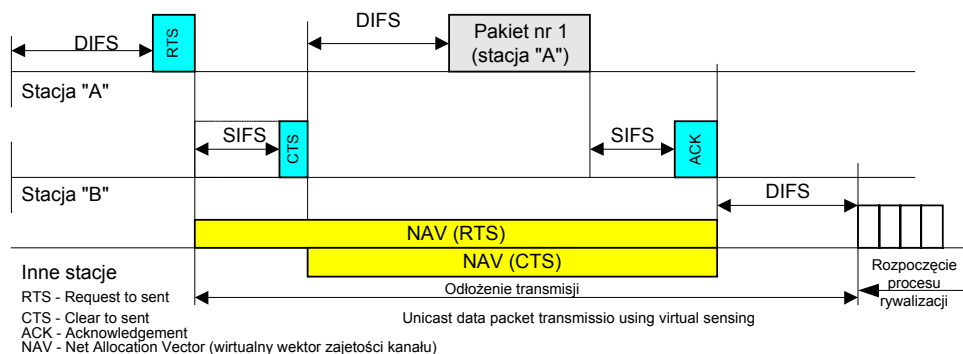 DIFS
RTS
DIFS
Pakiet nr 1
(stacja "A")
Stacja "A"
SIFS
CTS
SIFS
ACK
Stacja "B"
DIFS
NAV (RTS)
NAV (CTS)
Inne stacje
Odłożenie transmisji
Rozpoczęcie
procesu
rywalizacji
RTS - Request to sent
CTS - Clear to sent
Unicast data packet transmissio using virtual sensing
ACK - Acknowledgement
NAV - Net Allocation Vector (wirtualny wektor zajetości kanału)